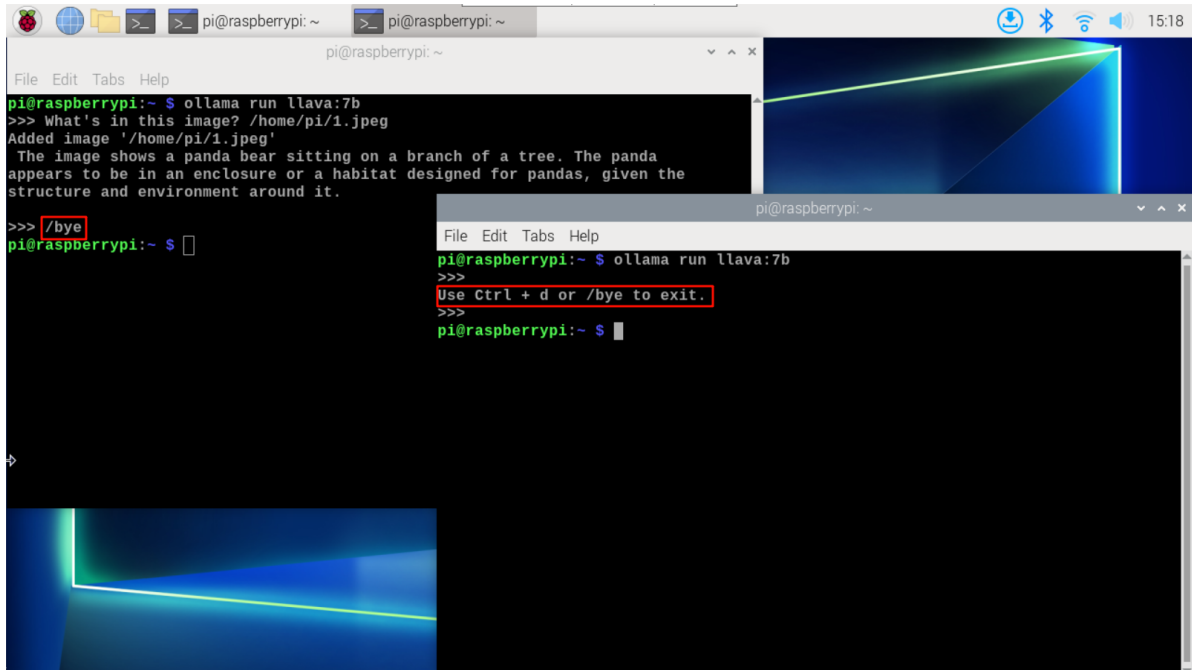 pi@raspberrypi: ~
pi@raspberrypi: ~
15:18
pi@raspberrypi: ~
File Edit Tabs Help
pi@raspberrypi:~ $ ollama run llava:7b
>>> What's in this image? /home/pi/1.jpeg
Added image '/home/pi/1.jpeg'
The image shows a panda bear sitting on a branch of a tree. The panda
appears to be in an enclosure or a habitat designed for pandas, given the
structure and environment around it.
>>> /bye
pi@raspberrypi:~ $
pi@raspberrypi: ~
File Edit Tabs Help
pi@raspberrypi:~ $ ollama run llava:7b
>>>
Use Ctrl + d or /bye to exit.
>>>
pi@raspberrypi:~ $